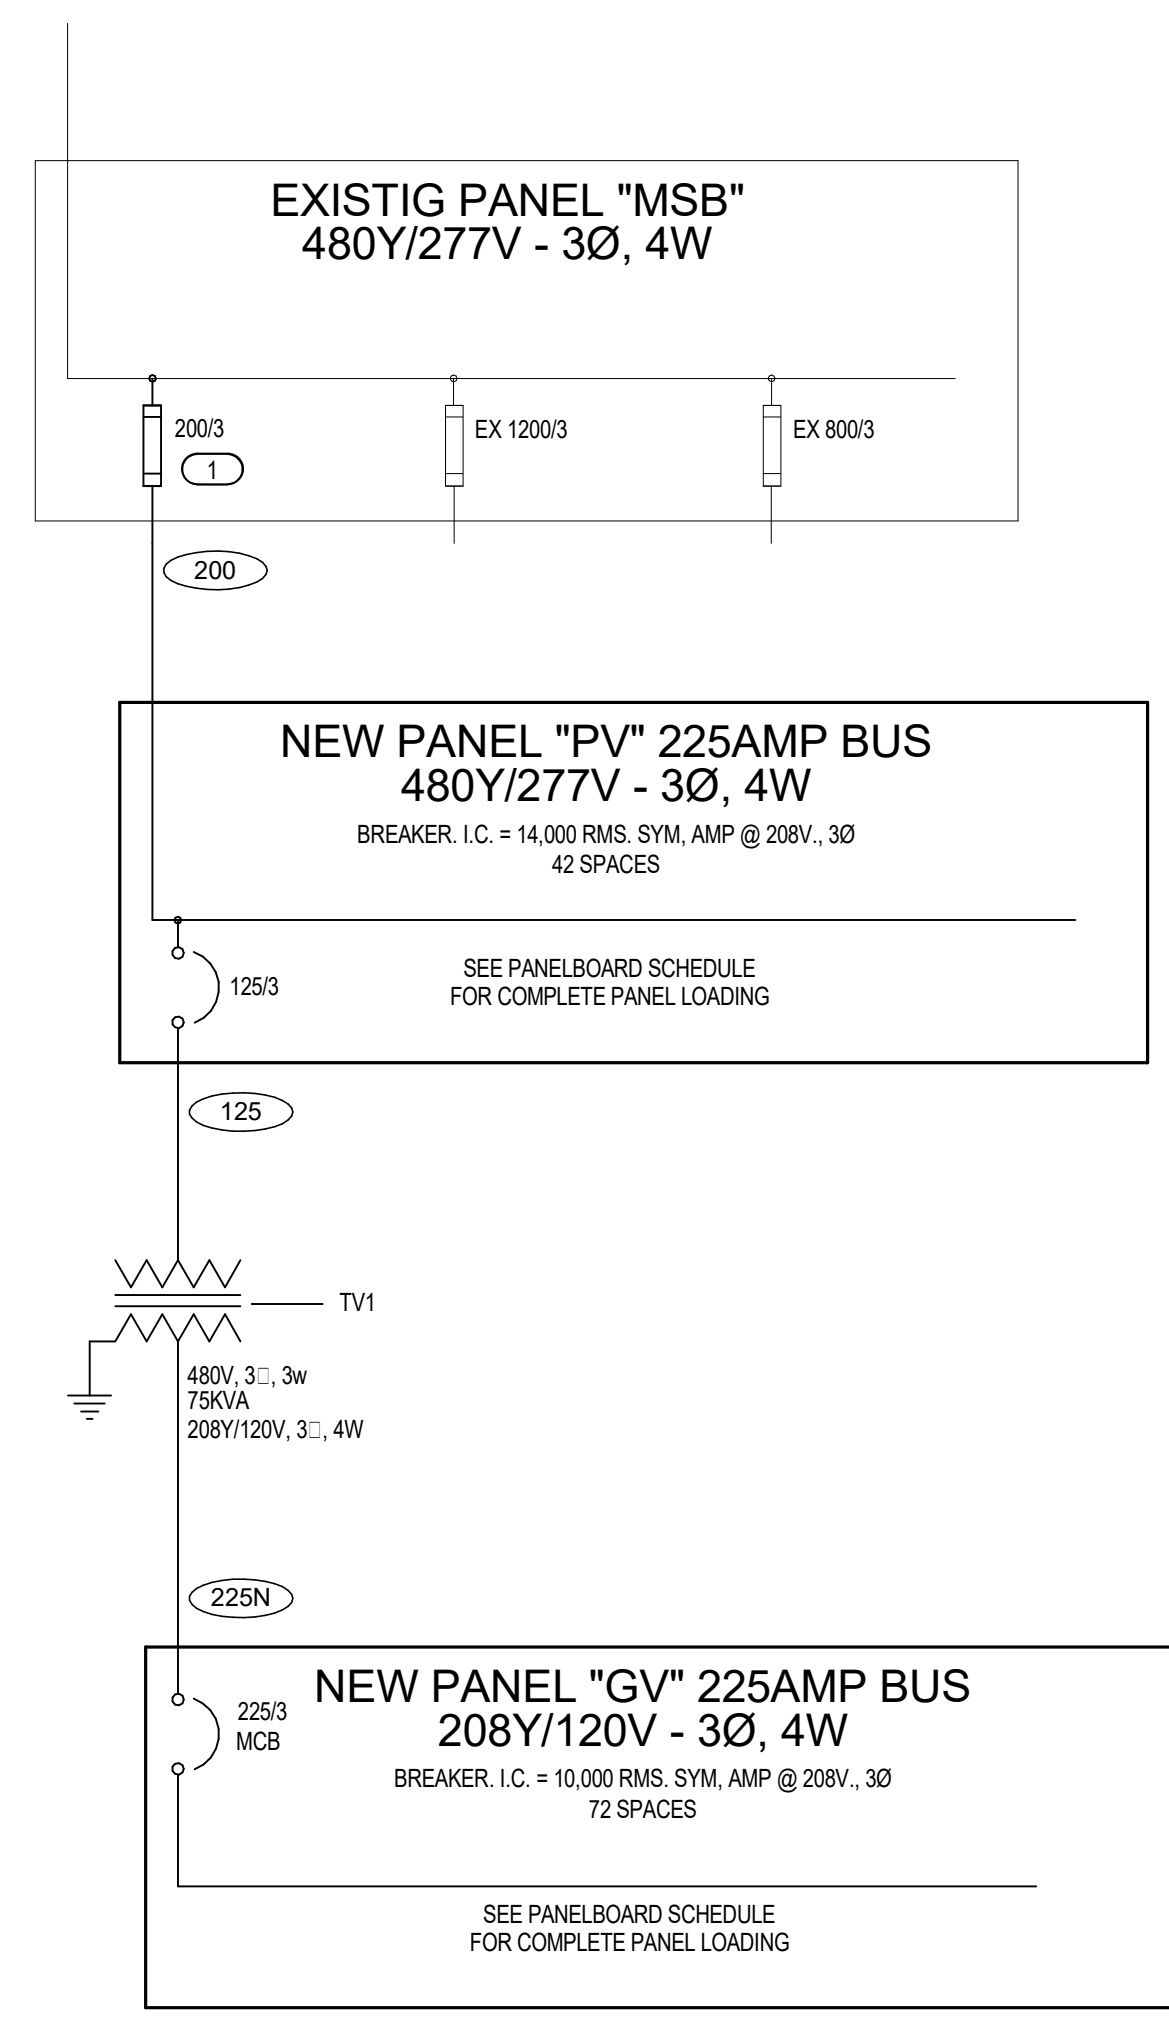 EXISTIG PANEL "MSB"
480Y/277V - 3Ø, 4W
200/3
1
EX 1200/3
EX 800/3
200
NEW PANEL "PV" 225AMP BUS
480Y/277V - 3Ø, 4W
BREAKER. I.C. = 14,000 RMS. SYM, AMP @ 208V., 3Ø
42 SPACES
125/3
SEE PANELBOARD SCHEDULE
FOR COMPLETE PANEL LOADING
125
TV1
480V, 3□, 3w
75KVA
208Y/120V, 3□, 4W
225N
NEW PANEL "GV" 225AMP BUS
208Y/120V - 3Ø, 4W
225/3
MCB
BREAKER. I.C. = 10,000 RMS. SYM, AMP @ 208V., 3Ø
72 SPACES
SEE PANELBOARD SCHEDULE
FOR COMPLETE PANEL LOADING